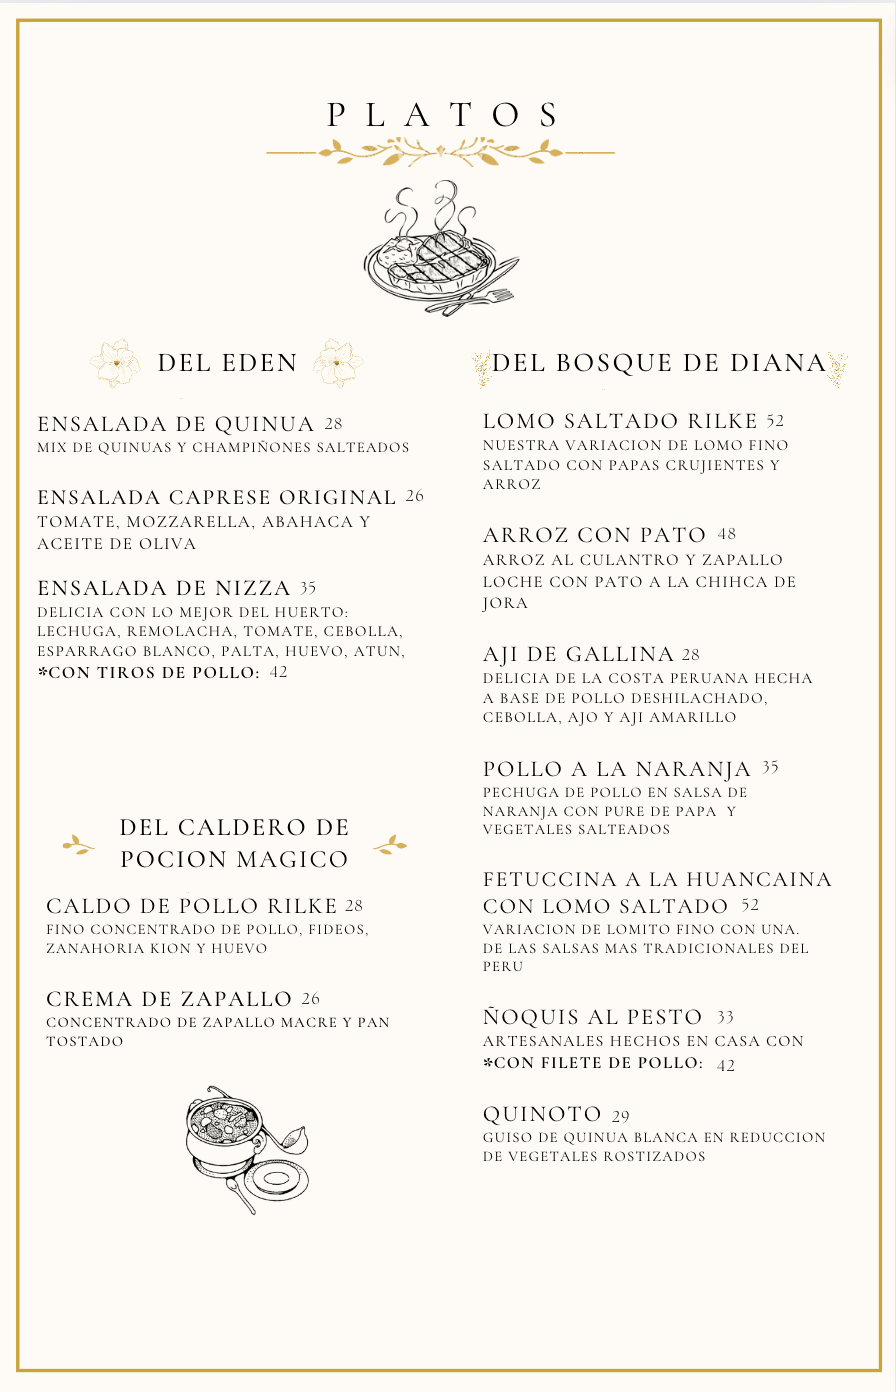 PLATOS
DEL EDEN
ENSALADA DE QUINUA 28
MIX DE QUINUAS Y CHAMPIÑONES SALTEADOS
ENSALADA CAPRESE ORIGINAL 26
TOMATE, MOZZARELLA, ABAHACA Y
ACEITE DE OLIVA
ENSALADA DE NIZZA 35
DELICIA CON LO MEJOR DEL HUERTO:
LECHUGA, REMOLACHA, TOMATE, CEBOLLA,
ESPARRAGO BLANCO, PALTA, HUEVO, ATUN,
*CON TIROS DE POLLO: 42
DEL CALDERO DE
POCION MAGICO
CALDO DE POLLO RILKE 28
FINO CONCENTRADO DE POLLO, FIDEOS,
ZANAHORIA KION Y HUEVO
CREMA DE ZAPALLO 26
CONCENTRADO DE ZAPALLO MACRE Y PAN
TOSTADO
DEL BOSQUE DE DIANA
LOMO SALTADO RILKE 52
NUESTRA VARIACION DE LOMO FINO
SALTADO CON PAPAS CRUJIENTES Y
ARROZ
ARROZ CON PATO 48
ARROZ AL CULANTRO Y ZAPALLO
LOCHE CON PATO A LA CHIHCA DE
JORA
AJI DE GALLINA 28
DELICIA DE LA COSTA PERUANA HECHA
A BASE DE POLLO DESHILACHADO,
CEBOLLA, AJO Y AJI AMARILLO
POLLO A LA NARANJA 35
PECHUGA DE POLLO EN SALSA DE
NARANJA CON PURE DE PAPA Y
VEGETALES SALTEADOS
FETUCCINA A LA HUANCAINA
CON LOMO SALTADO 52
VARIACION DE LOMITO FINO CON UNA.
DE LAS SALSAS MAS TRADICIONALES DEL
PERU
ÑOQUIS AL PESTO 33
ARTESANALES HECHOS EN CASA CON
*CON FILETE DE POLLO: 42
QUINOTO 29
GUISO DE QUINUA BLANCA EN REDUCCION
DE VEGETALES ROSTIZADOS